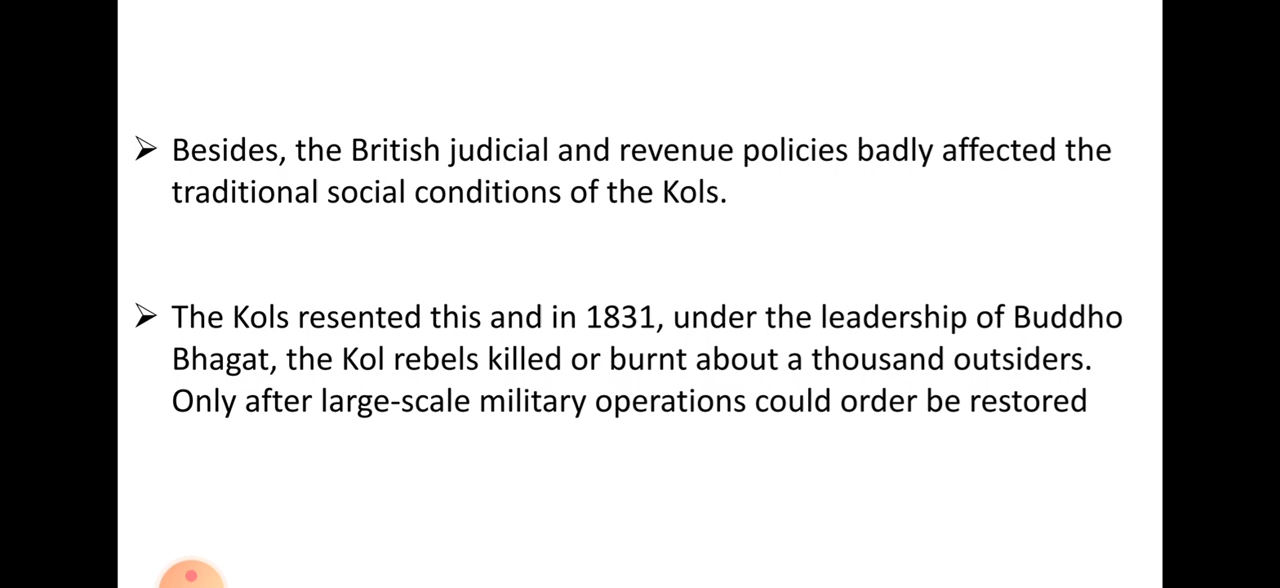 ➢ Besides, the British judicial and revenue policies badly affected the
traditional social conditions of the Kols.
➢ The Kols resented this and in 1831, under the leadership of Buddho
Bhagat, the Kol rebels killed or burnt about a thousand outsiders.
Only after large-scale military operations could order be restored